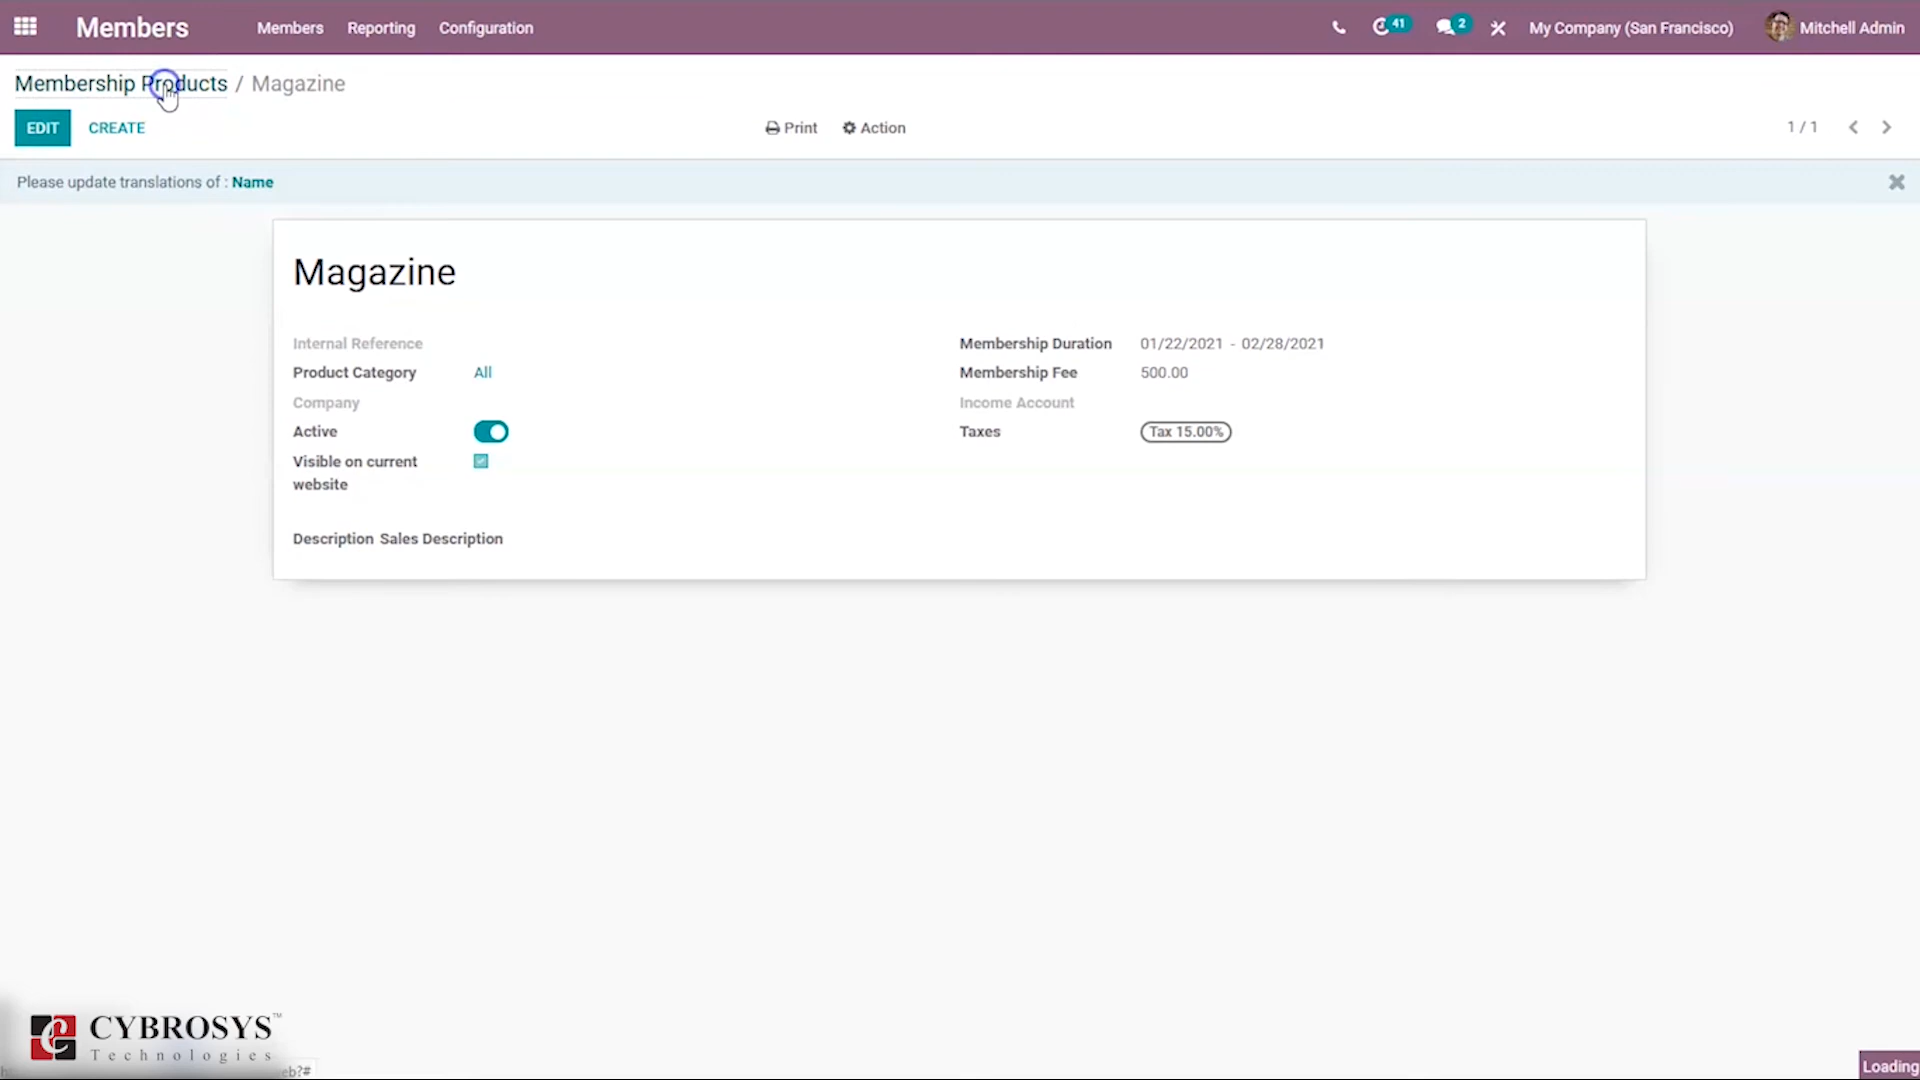 Members
Members Reporting Configuration
41
2
My Company (San Francisco)
Mitchell Admin
Membership Products / Magazine
EDIT CREATE
Print Action
1 / 1
Please update translations of : Name
Magazine
Internal Reference
Product Category All
Company
Active
Visible on current
website
Membership Duration 01/22/2021 - 02/28/2021
Membership Fee 500.00
Income Account
Taxes Tax 15.00%
Description Sales Description
CYBROSYS™
Technologies
eb?#
Loading